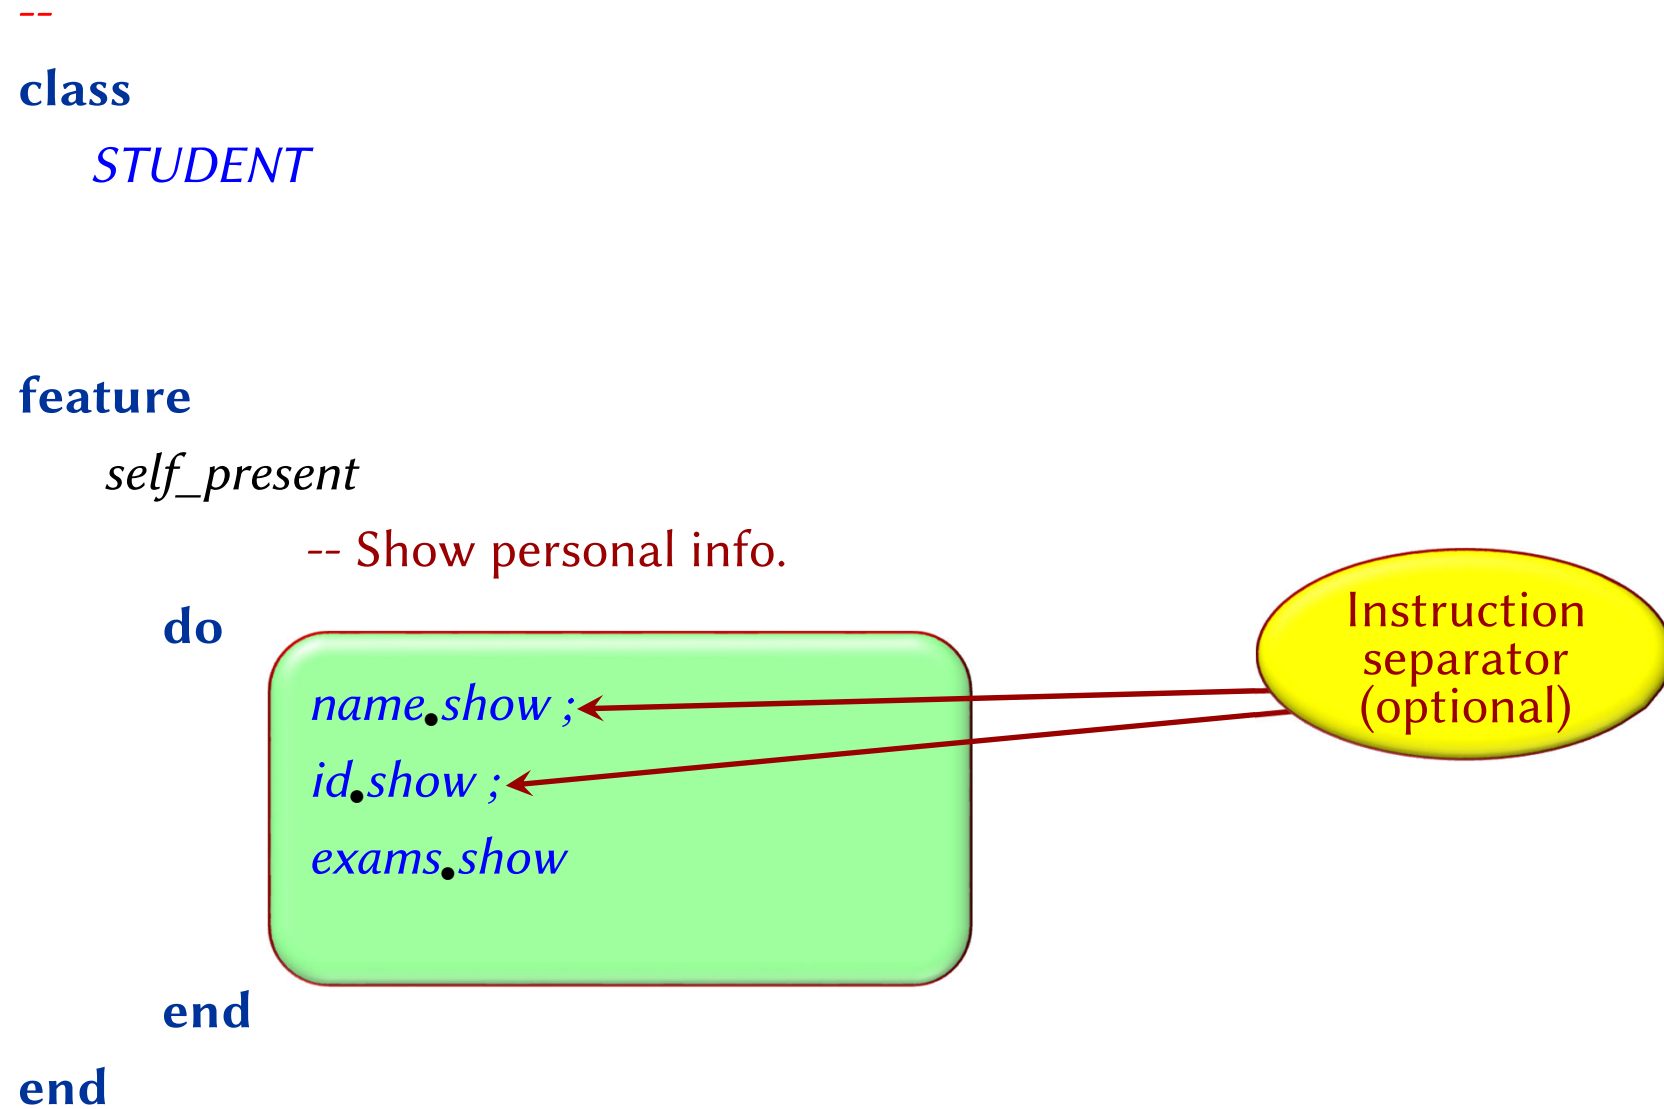 --
class
STUDENT
feature
self_present
-- Show personal info.
do
name.show ;
id.show ;
exams.show
end
end
Instruction
separator
(optional)